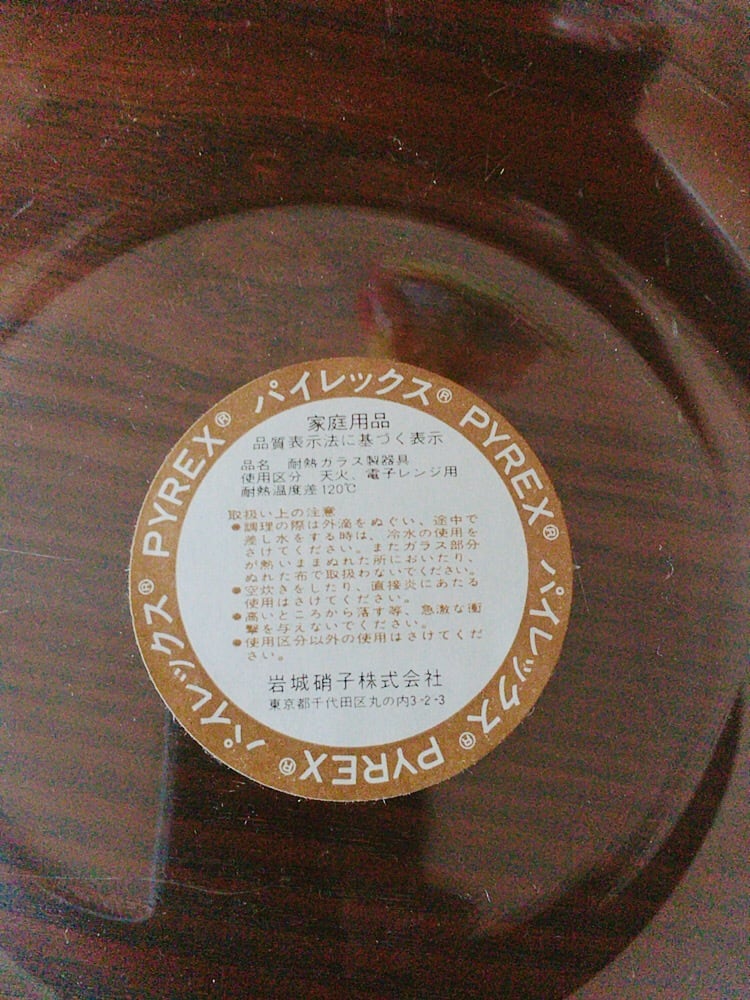 パイレックス® PYREX® パイレックス® PYREX® パイレックス® PYREX®
家庭用品
品質表示法に基づく表示
品名 耐熱ガラス製器具
使用区分 天火、電子レンジ用
耐熱温度差120℃
取扱い上の注意
●調理の際は外滴をぬぐい、途中で
差し水をする時は、冷水の使用を
さけてください。またガラス部分
が熱いままぬれた所においたり、
ぬれた布で取扱わないでください。
●空炊きをしたり、直接炎にあたる
使用はさけてください。
●高いところから落す等、急激な衝
撃を与えないでください。
●使用区分以外の使用はさけてくだ
さい。
岩城硝子株式会社
東京都千代田区丸の内3-2-3